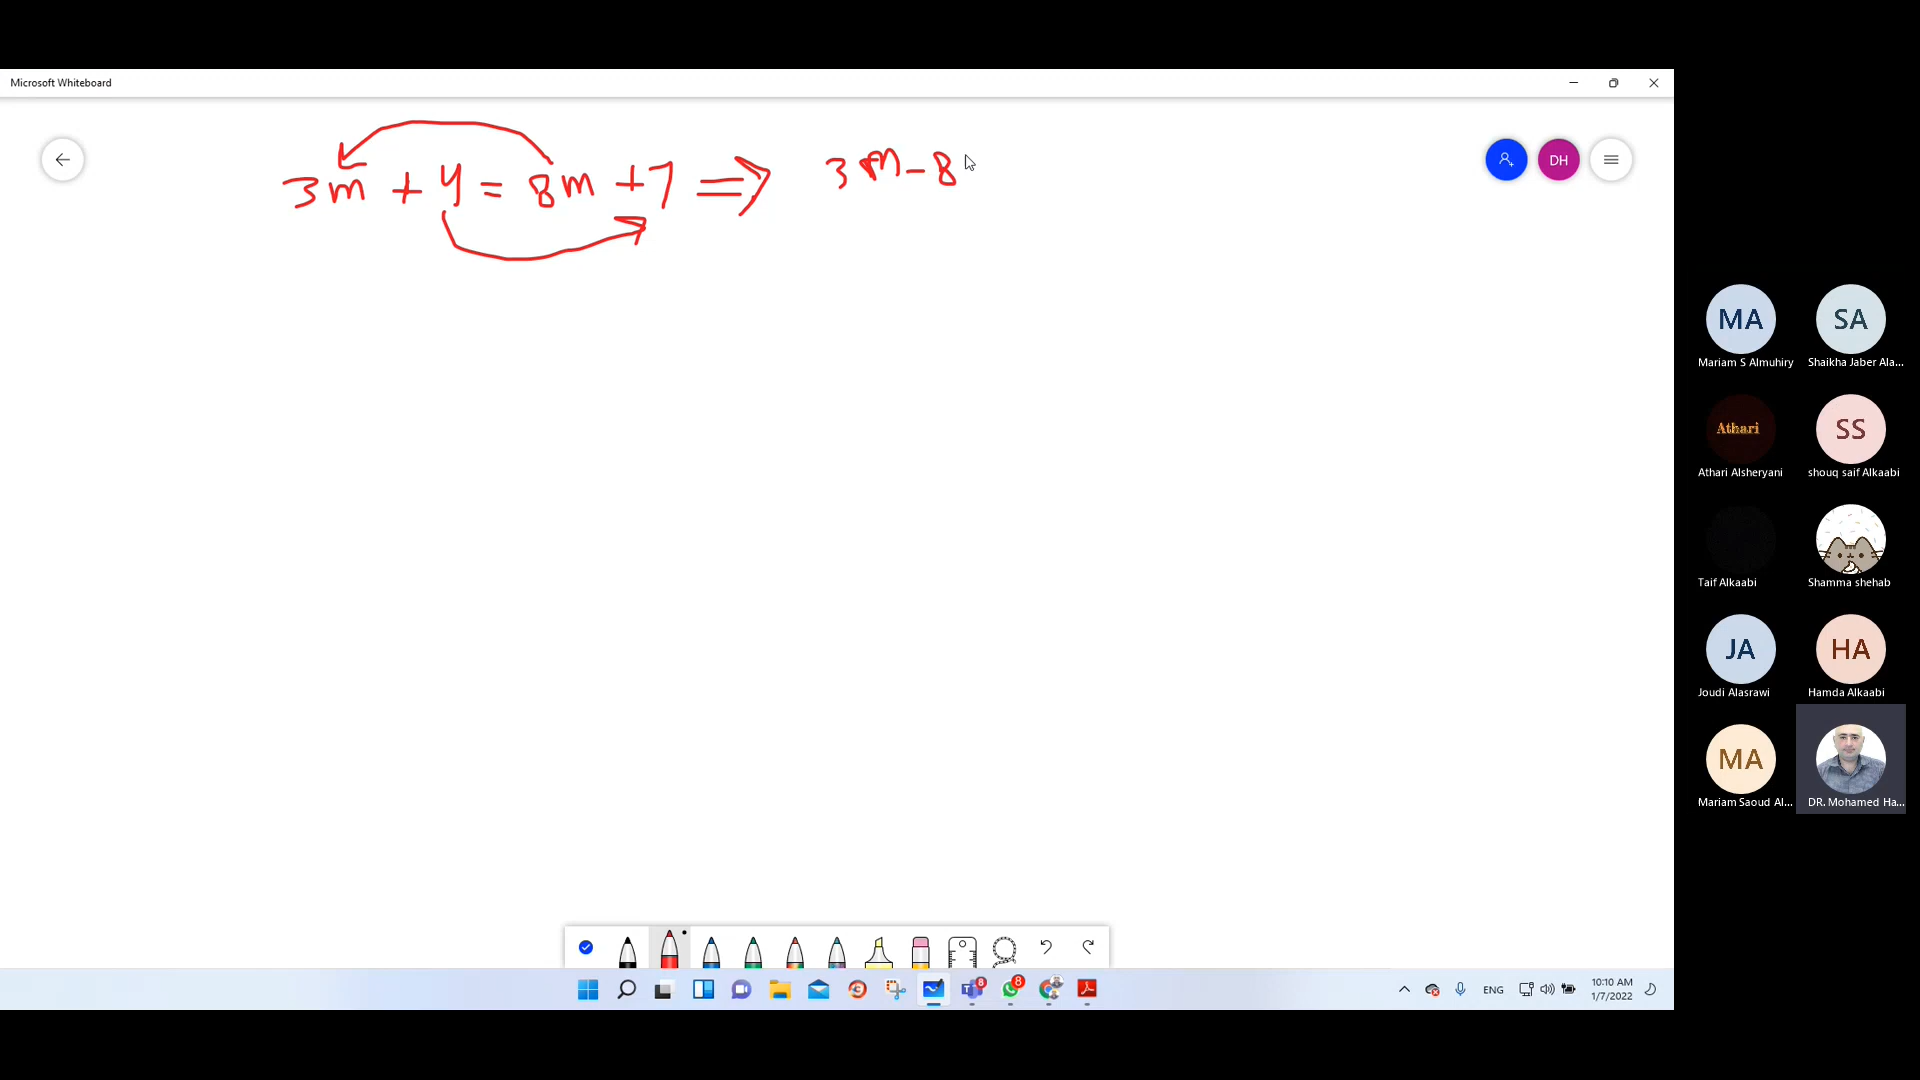 Microsoft Whiteboard
3m + 4 = 8m + 7 ⇒ 3m - 8
DH
MA
Mariam S Almuhiry
SA
Shaikha Jaber Ala...
Athari
Athari Alsheryani
SS
shouq saif Alkaabi
Taif Alkaabi
Shamma shehab
JA
Joudi Alasrawi
HA
Hamda Alkaabi
MA
Mariam Saoud Al...
DR. Mohamed Ha...
8
8
ENG
10:10 AM
1/7/2022